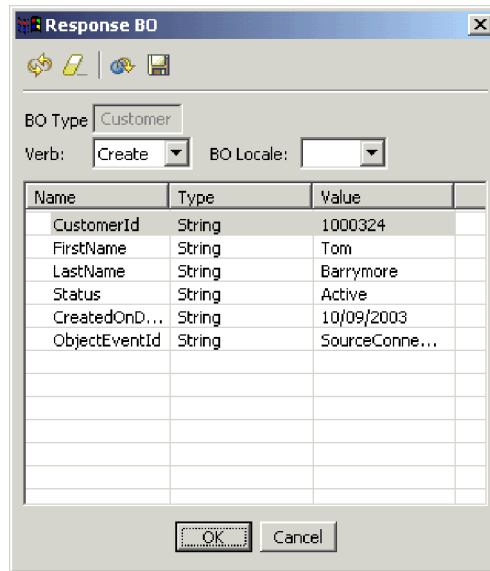 Response BO
BO Type Customer
Verb: Create BO Locale:
Name Type Value
CustomerId String 1000324
FirstName String Tom
LastName String Barrymore
Status String Active
CreatedOnD... String 10/09/2003
ObjectEventId String SourceConne...
OK Cancel